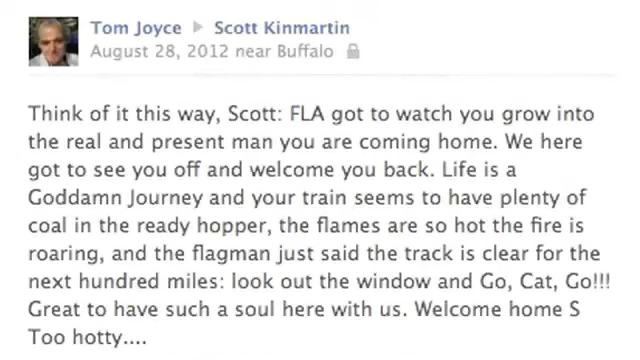 Tom Joyce ▸ Scott Kinmartin
August 28, 2012 near Buffalo
Think of it this way, Scott: FLA got to watch you grow into
the real and present man you are coming home. We here
got to see you off and welcome you back. Life is a
Goddamn Journey and your train seems to have plenty of
coal in the ready hopper, the flames are so hot the fire is
roaring, and the flagman just said the track is clear for the
next hundred miles: look out the window and Go, Cat, Go!!!
Great to have such a soul here with us. Welcome home S
Too hotty....